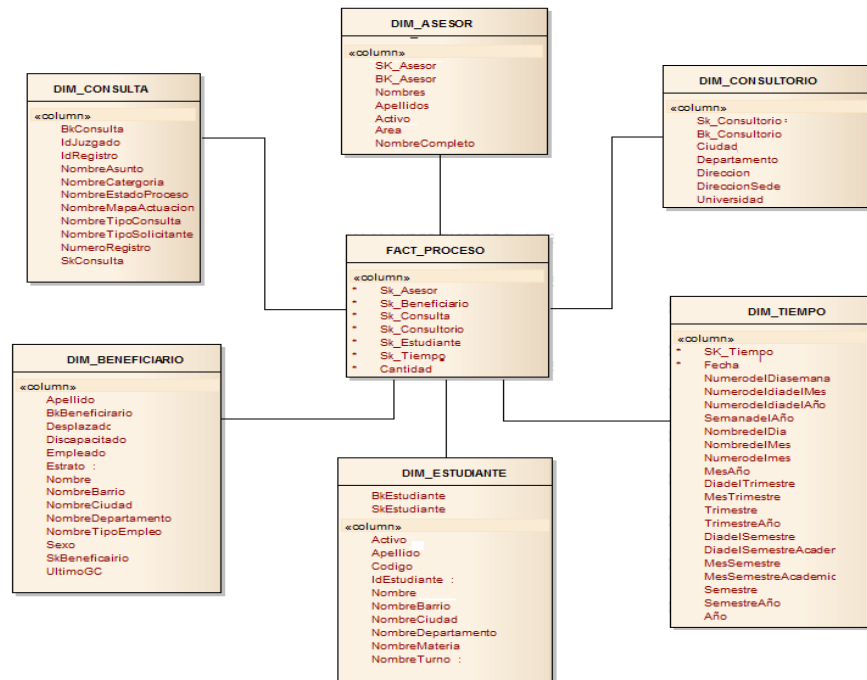 DIM_ASESOR
«column»
SK_Asesor
BK_Asesor
Nombres
Apellidos
Activo
Area
NombreCompleto
DIM_CONSULTA
«column»
BkConsulta
IdJuzgado
IdRegistro
NombreAsunto
NombreCatergoria
NombreEstadoProceso
NombreMapaActuacion
NombreTipoConsulta
NombreTipoSolicitante
NumeroRegistro
SkConsulta
DIM_CONSULTORIO
«column»
Sk_Consultorio
Bk_Consultorio
Ciudad
Departamento
Direccion
DireccionSede
Universidad
FACT_PROCESO
«column»
* Sk_Asesor
* Sk_Beneficiario
* Sk_Consulta
* Sk_Consultorio
* Sk_Estudiante
* Sk_Tiempo
* Cantidad
DIM_BENEFICIARIO
«column»
Apellido
BkBeneficirario
Desplazado
Discapacitado
Empleado
Estrato :
Nombre
NombreBarrio
NombreCiudad
NombreDepartamento
NombreTipoEmpleo
Sexo
SkBeneficairio
UltimoGC
DIM_ESTUDIANTE
BkEstudiante
SkEstudiante
«column»
Activo
Apellido
Codigo
IdEstudiante :
Nombre
NombreBarrio
NombreCiudad
NombreDepartamento
NombreMateria
NombreTurno :
DIM_TIEMPO
«column»
* SK_Tiempo
* Fecha
NumerodelDiasemana
NumerodeldiadelMes
NumerodeldiadelAño
SemanadelAño
NombredelDia
NombredelMes
Numerodelmes
MesAño
DiadelTrimestre
MesTrimestre
Trimestre
TrimestreAño
DiadelSemestre
DiadelSemestreAcader
MesSemestre
MesSemestreAcademic
Semestre
SemestreAño
Año